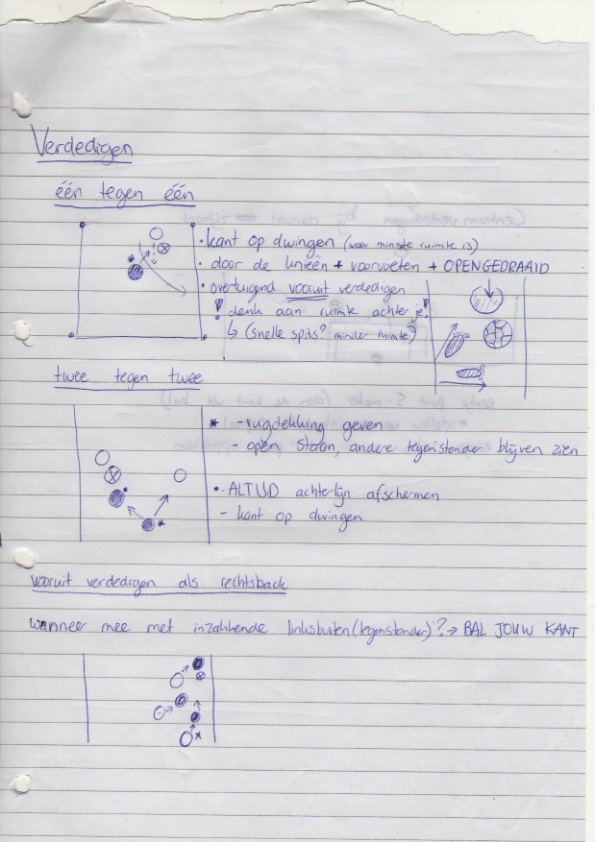 Verdedigen
één tegen één
• kant op dwingen (waar minste ruimte is)
• door de knieën + voorvoeten + OPENGEDRAAID
• overtuigend vooruit verdedigen
! denk aan ruimte achter je!
↳ (snelle spits? minder ruimte?)
twee tegen twee
* - rugdekking geven
- open staan, andere tegenstander blijven zien
•- ALTIJD achterlijn afschermen
- kant op dwingen
vooruit verdedigen als rechtsback
wanneer mee met inzakkende linksbuiten (tegenstander)? → BAL JOUW KANT